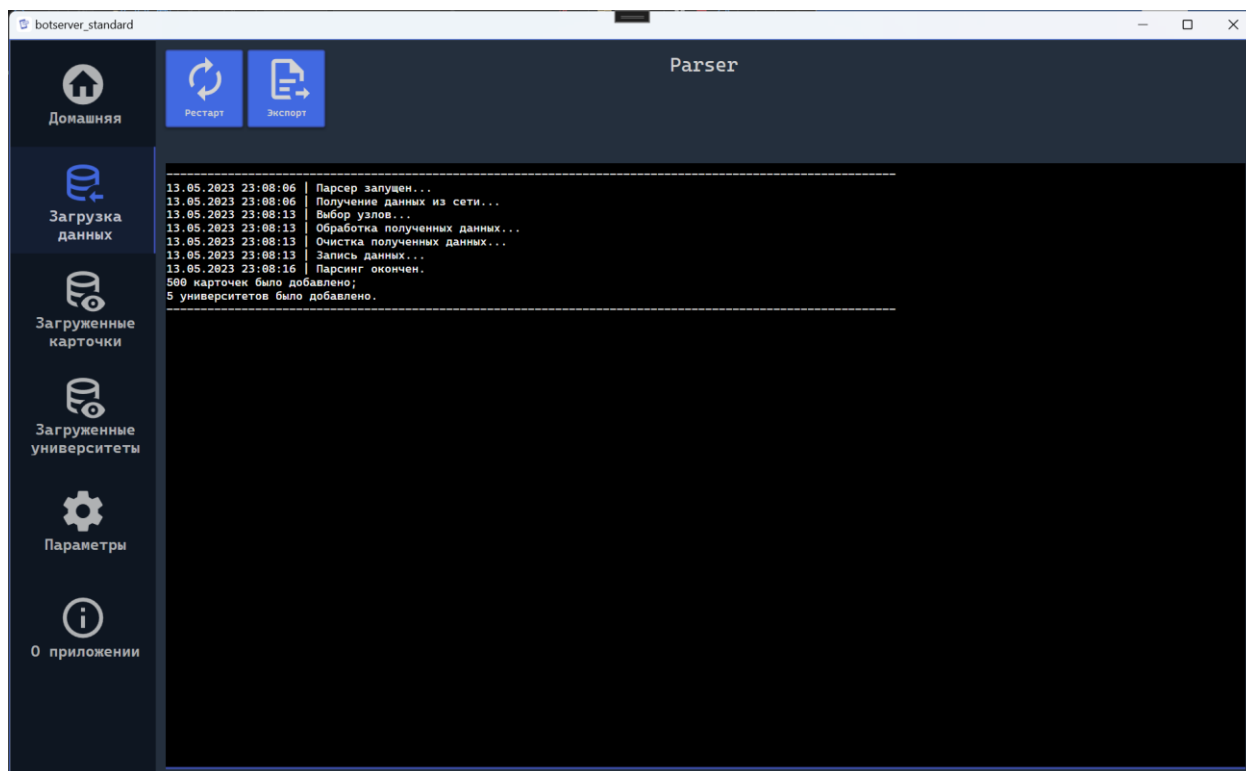 botserver_standard
Домашняя
Загрузка
данных
Загруженные
карточки
Загруженные
университеты
Параметры
О приложении
Рестарт
Экспорт
Parser
13.05.2023 23:08:06 | Парсер запущен...
13.05.2023 23:08:06 | Получение данных из сети...
13.05.2023 23:08:13 | Выбор узлов...
13.05.2023 23:08:13 | Обработка полученных данных...
13.05.2023 23:08:13 | Очистка полученных данных...
13.05.2023 23:08:13 | Запись данных...
13.05.2023 23:08:16 | Парсинг окончен.
500 карточек было добавлено;
5 университетов было добавлено.